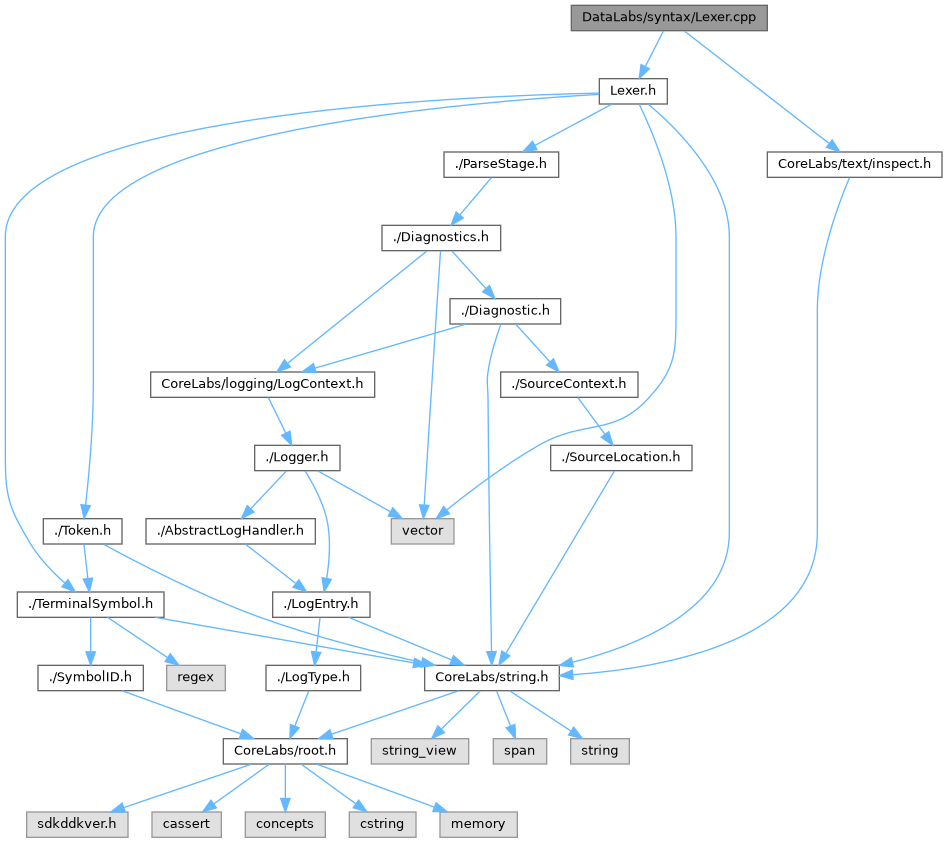 DataLabs/syntax/Lexer.cpp
Lexer.h
./ParseStage.h
CoreLabs/text/inspect.h
./Diagnostics.h
./Diagnostic.h
CoreLabs/logging/LogContext.h
./SourceContext.h
./Logger.h
./SourceLocation.h
./Token.h
./AbstractLogHandler.h
vector
./TerminalSymbol.h
./LogEntry.h
./SymbolID.h
regex
./LogType.h
CoreLabs/string.h
CoreLabs/root.h
string_view
span
string
sdkddkver.h
cassert
concepts
cstring
memory